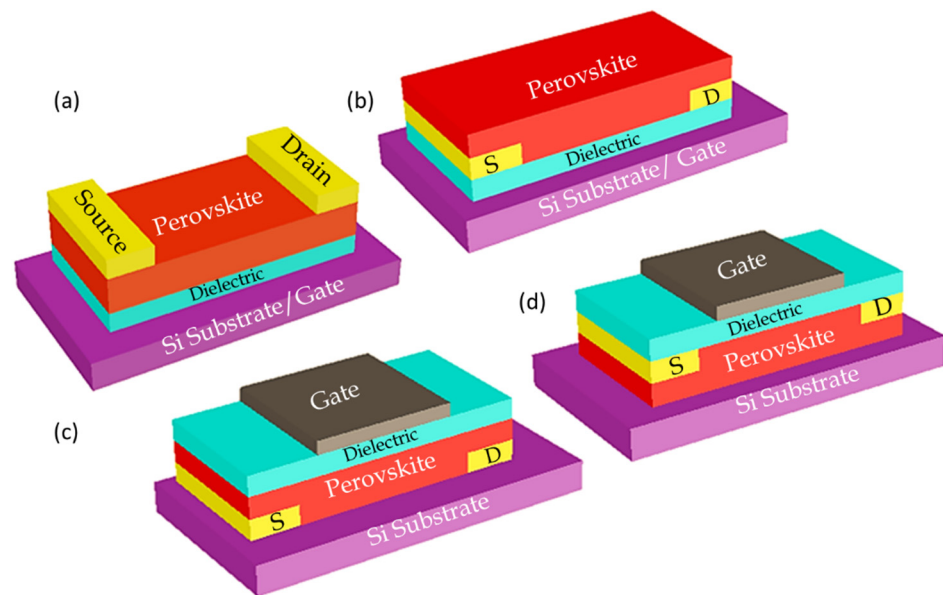 (a)
Source
Drain
Perovskite
Dielectric
Si Substrate/Gate
(b)
Perovskite
S
D
Dielectric
Si Substrate/ Gate
(c)
Gate
Dielectric
Perovskite
S
D
Si Substrate
(d)
Gate
Dielectric
S
D
Perovskite
Si Substrate